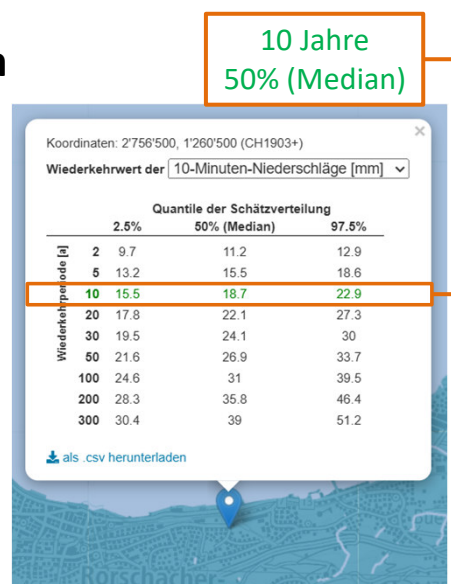 10 Jahre
50% (Median)
n
×
Koordinaten: 2'756'500, 1'260'500 (CH1903+)
Wiederkehrwert der 10-Minuten-Niederschläge [mm]
Quantile der Schätzverteilung
2.5% 50% (Median) 97.5%
Wiederkehrperiode [a]
2 9.7 11.2 12.9
5 13.2 15.5 18.6
10 15.5 18.7 22.9
20 17.8 22.1 27.3
30 19.5 24.1 30
50 21.6 26.9 33.7
100 24.6 31 39.5
200 28.3 35.8 46.4
300 30.4 39 51.2
als .csv herunterladen
Rorschacher-